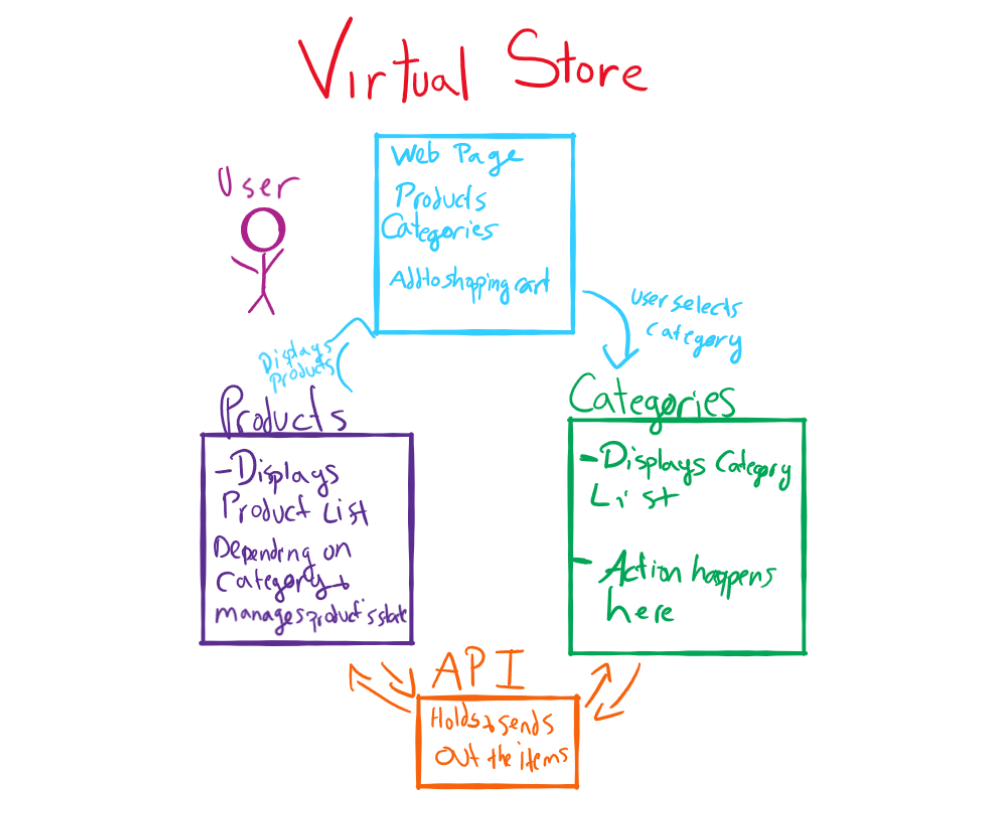 Virtual Store
User
Web Page
Products
Categories
Add to shopping cart
User selects
category
Displays
products
Products
-Displays
Product List
Depending on
Category &
manages product's state
Categories
-Displays Category
List
- Action happens
here
API
Holds & sends
out the items